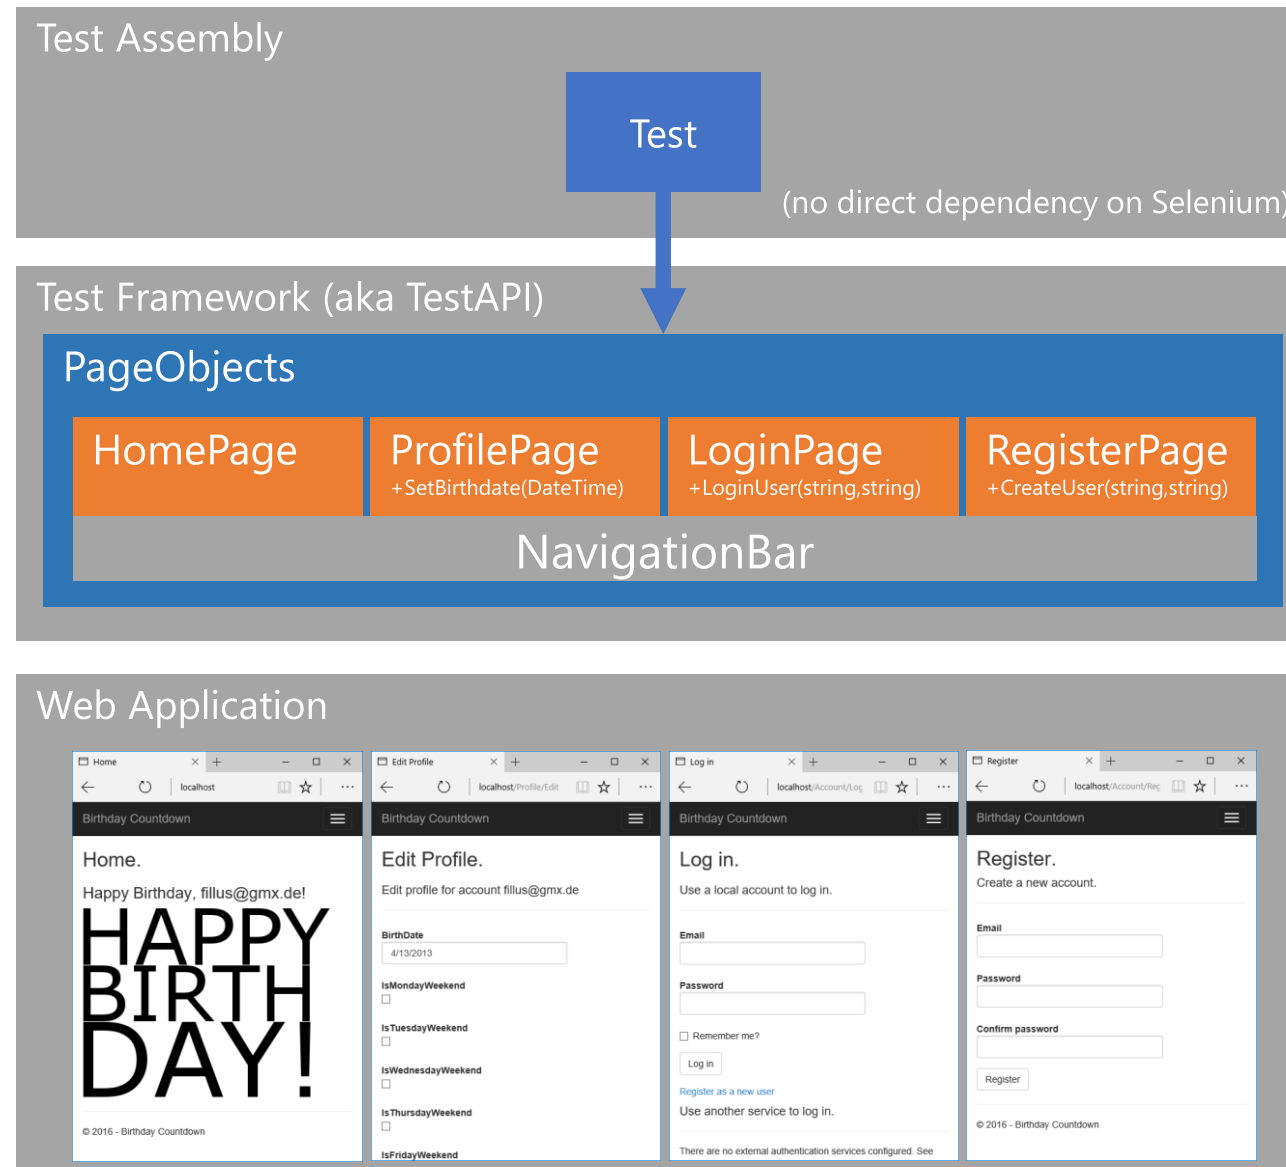 Test Assembly
Test
(no direct dependency on Selenium)
Test Framework (aka TestAPI)
PageObjects
HomePage
ProfilePage
+SetBirthdate(DateTime)
LoginPage
+LoginUser(string,string)
RegisterPage
+CreateUser(string,string)
NavigationBar
Web Application
Home
localhost
Birthday Countdown
Home.
Happy Birthday, fillus@gmx.de!
HAPPY
BIRTH
DAY!
© 2016 - Birthday Countdown
Edit Profile
localhost/Profile/Edit
Birthday Countdown
Edit Profile.
Edit profile for account fillus@gmx.de
BirthDate
4/13/2013
IsMondayWeekend
IsTuesdayWeekend
IsWednesdayWeekend
IsThursdayWeekend
IsFridayWeekend
Log in
localhost/Account/Log
Birthday Countdown
Log in.
Use a local account to log in.
Email
Password
Remember me?
Log in
Register as a new user
Use another service to log in.
There are no external authentication services configured. See
Register
localhost/Account/Reg
Birthday Countdown
Register.
Create a new account.
Email
Password
Confirm password
Register
© 2016 - Birthday Countdown